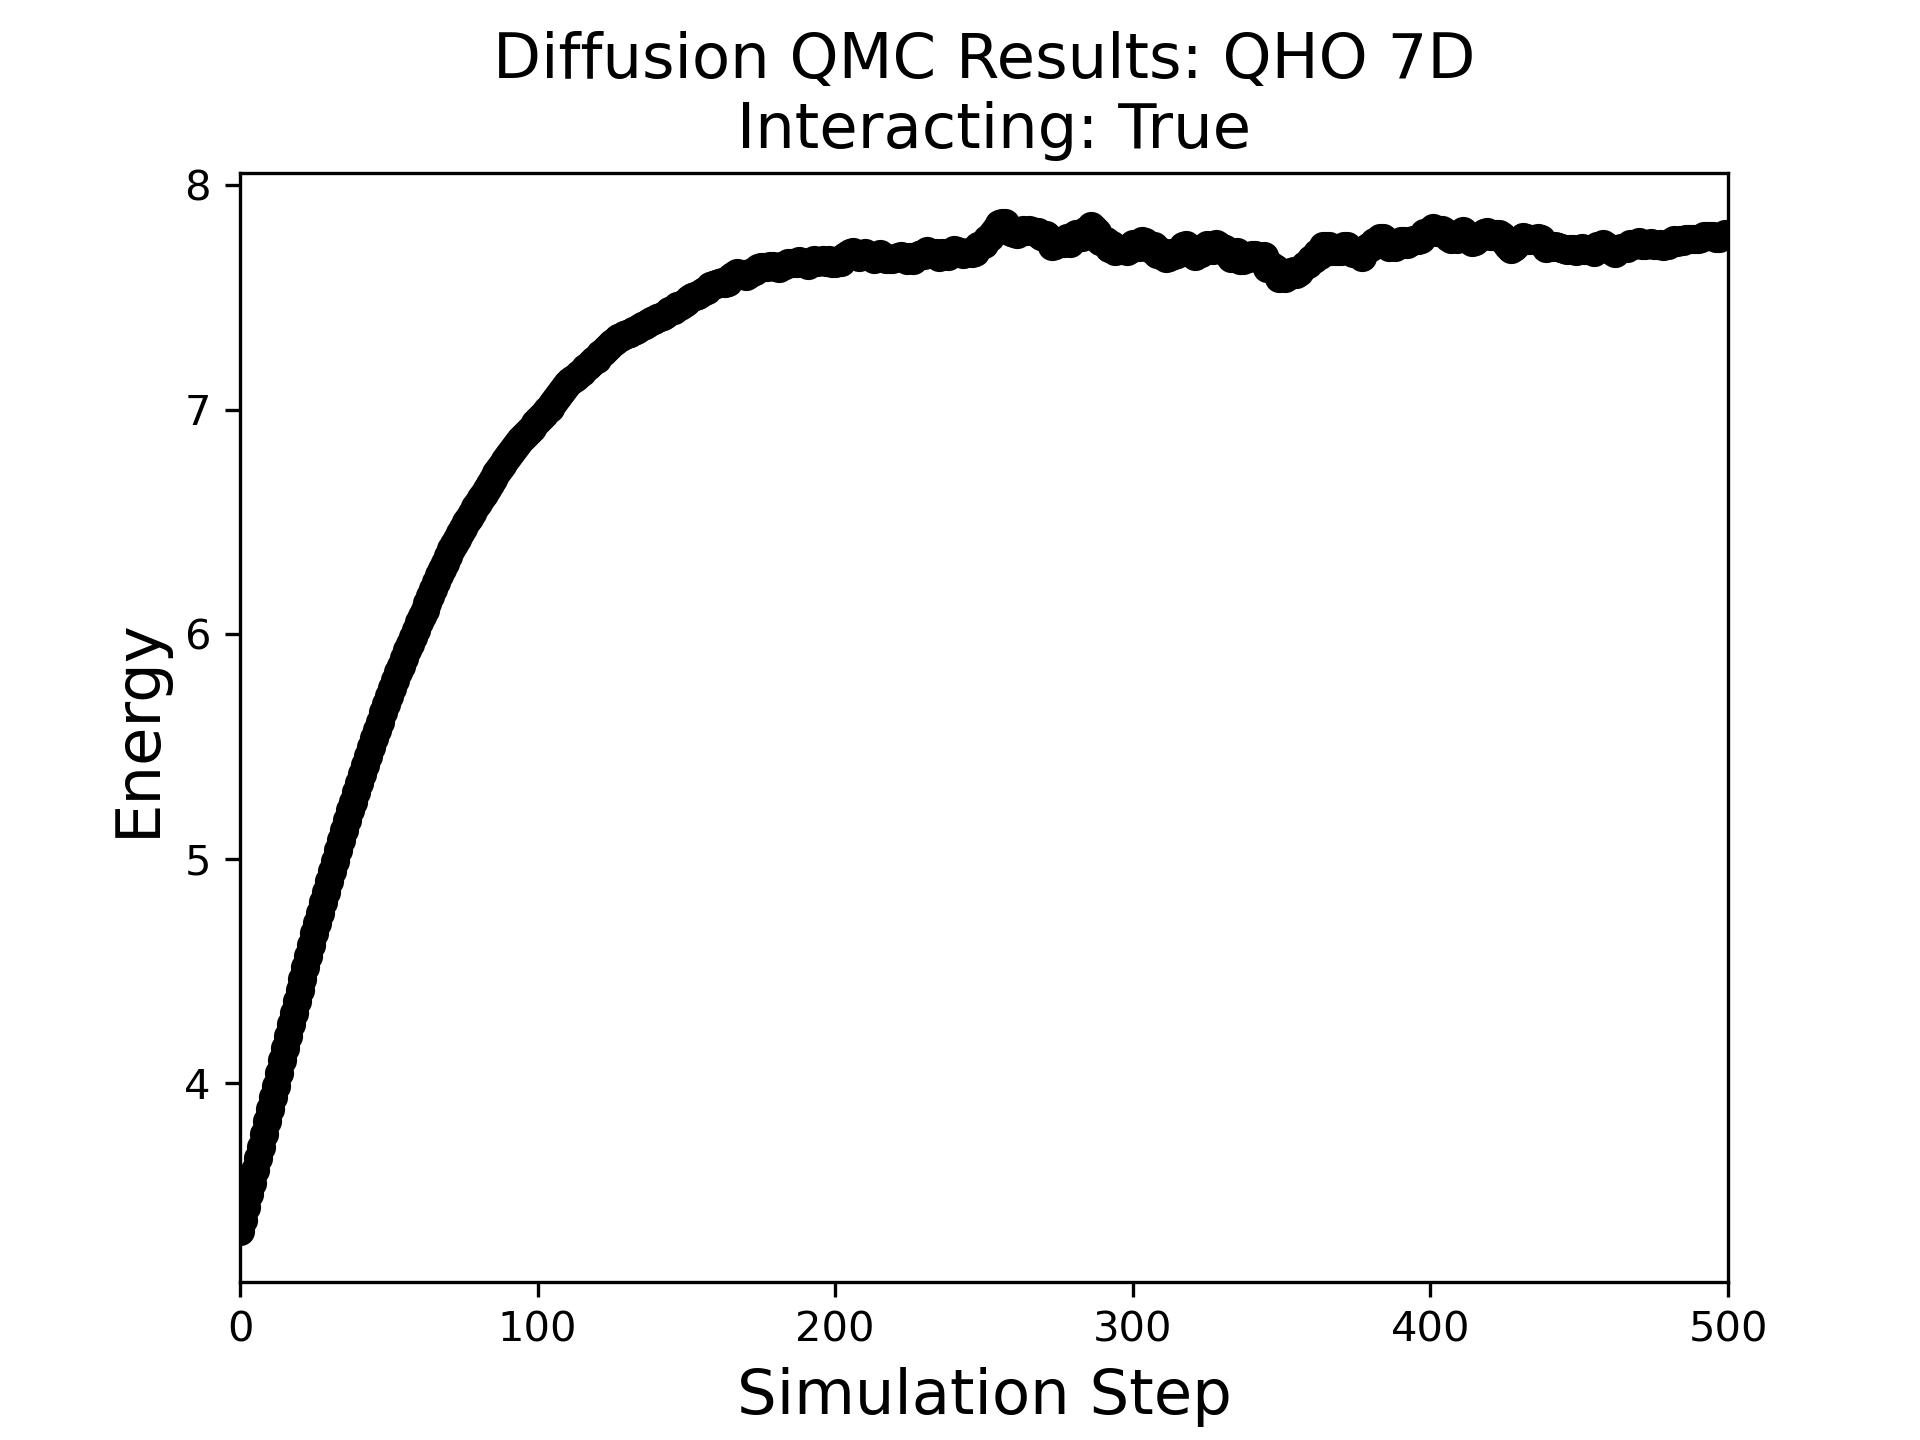 Diffusion QMC Results: QHO 7D
Interacting: True
8
7
6
5
4
Energy
0 100 200 300 400 500
Simulation Step